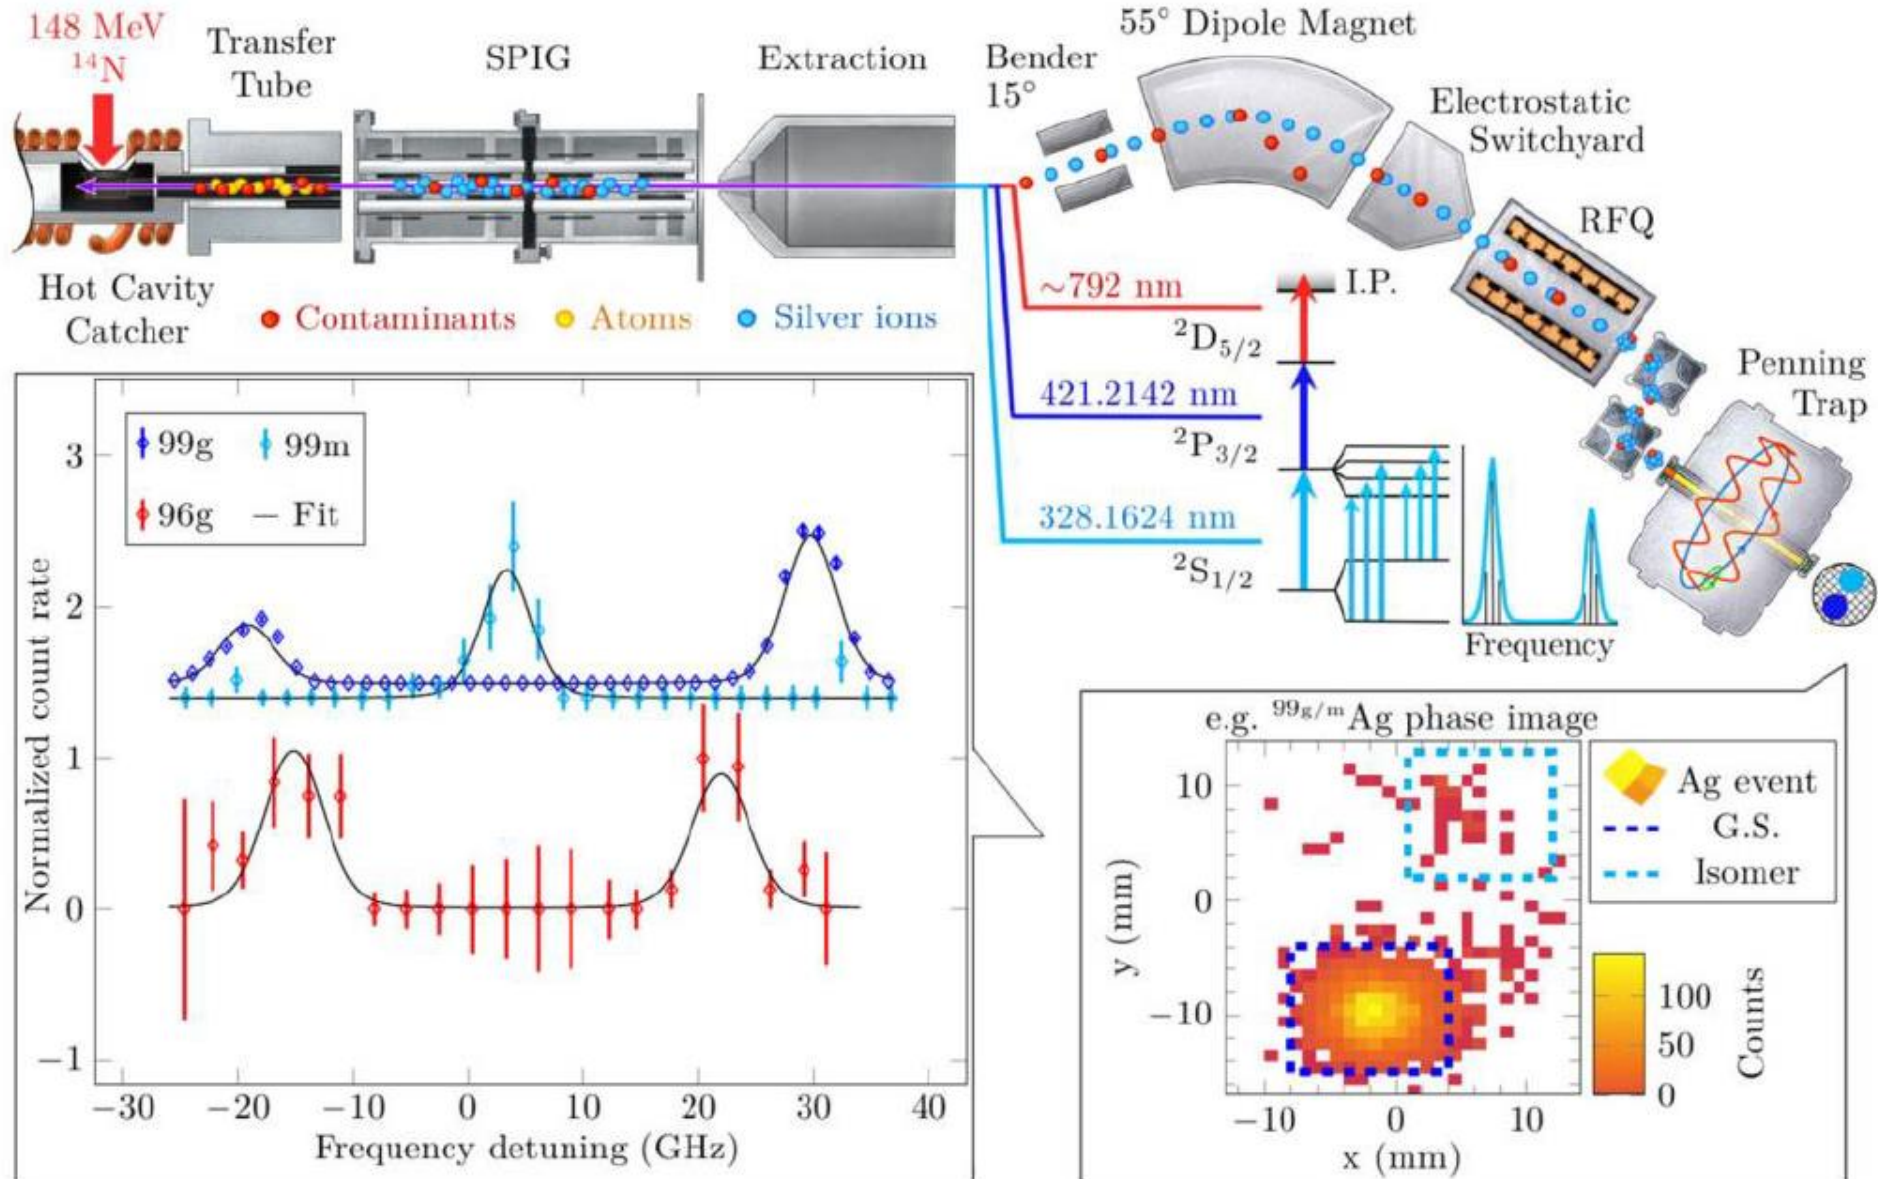 148 MeV
¹⁴N
Transfer
Tube
SPIG
Extraction
Bender
15°
55° Dipole Magnet
Electrostatic
Switchyard
RFQ
Penning
Trap
Hot Cavity
Catcher
Contaminants
Atoms
Silver ions
~792 nm
I.P.
²D₅/₂
421.2142 nm
²P₃/₂
328.1624 nm
²S₁/₂
Frequency
99g
99m
96g
Fit
Normalized count rate
3
2
1
0
−1
−30
−20
−10
0
10
20
30
40
Frequency detuning (GHz)
e.g. ⁹⁹ᵍ/ᵐAg phase image
Ag event
G.S.
Isomer
y (mm)
10
0
−10
−10
0
10
x (mm)
100
50
0
Counts